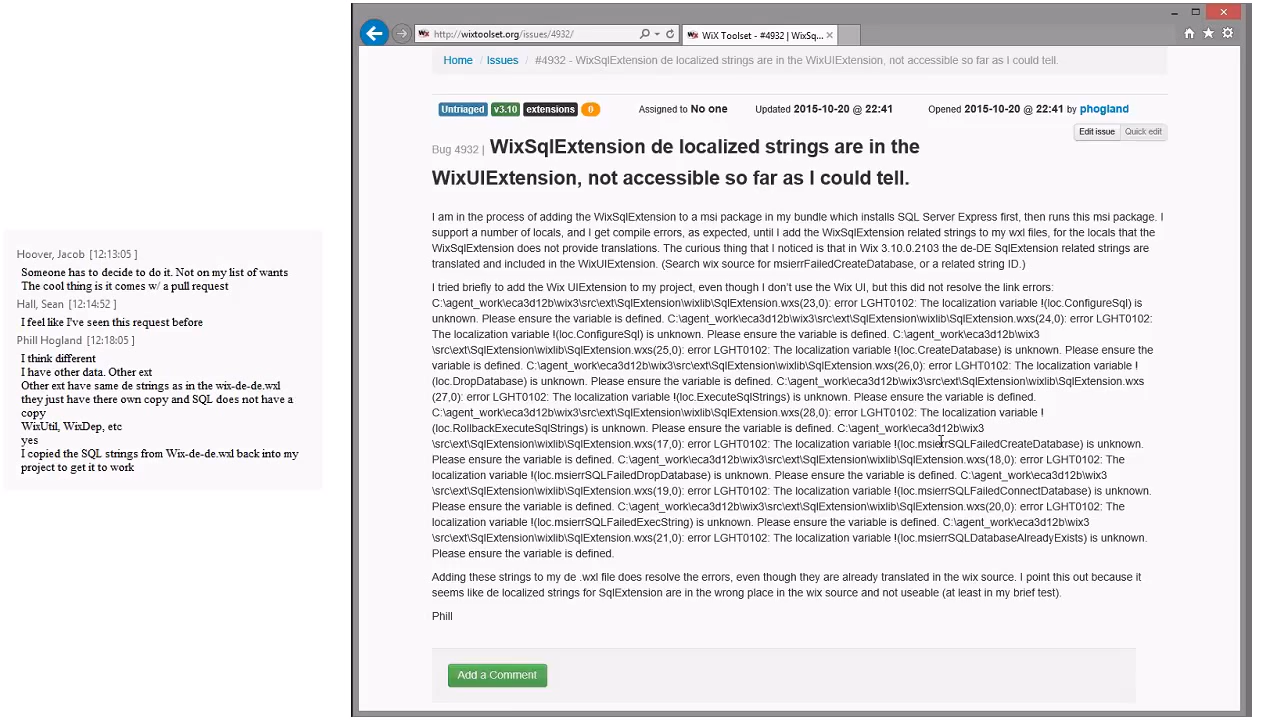 Hoover, Jacob [12:13:05 ]
Someone has to decide to do it. Not on my list of wants
The cool thing is it comes w/ a pull request
Hall, Sean [12:14:52 ]
I feel like I've seen this request before
Phill Hogland [12:18:05 ]
I think different
I have other data. Other ext
Other ext have same de strings as in the wix-de-de.wxl
they just have there own copy and SQL does not have a
copy
WixUtil, WixDep, etc
yes
I copied the SQL strings from Wix-de-de.wxl back into my
project to get it to work
http://wixtoolset.org/issues/4932/
WiX Toolset - #4932 | WixSq...
Home / Issues / #4932 - WixSqlExtension de localized strings are in the WixUIExtension, not accessible so far as I could tell.
Untriaged v3.10 extensions 0 Assigned to No one Updated 2015-10-20 @ 22:41 Opened 2015-10-20 @ 22:41 by phogland
Edit issue Quick edit
Bug 4932 | WixSqlExtension de localized strings are in the
WixUIExtension, not accessible so far as I could tell.
I am in the process of adding the WixSqlExtension to a msi package in my bundle which installs SQL Server Express first, then runs this msi package. I
support a number of locals, and I get compile errors, as expected, until I add the WixSqlExtension related strings to my wxl files, for the locals that the
WixSqlExtension does not provide translations. The curious thing that I noticed is that in Wix 3.10.0.2103 the de-DE SqlExtension related strings are
translated and included in the WixUIExtension. (Search wix source for msierrFailedCreateDatabase, or a related string ID.)
I tried briefly to add the Wix UIExtension to my project, even though I don't use the Wix UI, but this did not resolve the link errors:
C:\agent_work\eca3d12b\wix3\src\ext\SqlExtension\wixlib\SqlExtension.wxs(23,0): error LGHT0102: The localization variable !(loc.ConfigureSql) is
unknown. Please ensure the variable is defined. C:\agent_work\eca3d12b\wix3\src\ext\SqlExtension\wixlib\SqlExtension.wxs(24,0): error LGHT0102:
The localization variable !(loc.ConfigureSql) is unknown. Please ensure the variable is defined. C:\agent_work\eca3d12b\wix3
\src\ext\SqlExtension\wixlib\SqlExtension.wxs(25,0): error LGHT0102: The localization variable !(loc.CreateDatabase) is unknown. Please ensure the
variable is defined. C:\agent_work\eca3d12b\wix3\src\ext\SqlExtension\wixlib\SqlExtension.wxs(26,0): error LGHT0102: The localization variable !
(loc.DropDatabase) is unknown. Please ensure the variable is defined. C:\agent_work\eca3d12b\wix3\src\ext\SqlExtension\wixlib\SqlExtension.wxs
(27,0): error LGHT0102: The localization variable !(loc.ExecuteSqlStrings) is unknown. Please ensure the variable is defined.
C:\agent_work\eca3d12b\wix3\src\ext\SqlExtension\wixlib\SqlExtension.wxs(28,0): error LGHT0102: The localization variable !
(loc.RollbackExecuteSqlStrings) is unknown. Please ensure the variable is defined. C:\agent_work\eca3d12b\wix3
\src\ext\SqlExtension\wixlib\SqlExtension.wxs(17,0): error LGHT0102: The localization variable !(loc.msierrSQLFailedCreateDatabase) is unknown.
Please ensure the variable is defined. C:\agent_work\eca3d12b\wix3\src\ext\SqlExtension\wixlib\SqlExtension.wxs(18,0): error LGHT0102: The
localization variable !(loc.msierrSQLFailedDropDatabase) is unknown. Please ensure the variable is defined. C:\agent_work\eca3d12b\wix3
\src\ext\SqlExtension\wixlib\SqlExtension.wxs(19,0): error LGHT0102: The localization variable !(loc.msierrSQLFailedConnectDatabase) is unknown.
Please ensure the variable is defined. C:\agent_work\eca3d12b\wix3\src\ext\SqlExtension\wixlib\SqlExtension.wxs(20,0): error LGHT0102: The
localization variable !(loc.msierrSQLFailedExecString) is unknown. Please ensure the variable is defined. C:\agent_work\eca3d12b\wix3
\src\ext\SqlExtension\wixlib\SqlExtension.wxs(21,0): error LGHT0102: The localization variable !(loc.msierrSQLDatabaseAlreadyExists) is unknown.
Please ensure the variable is defined.
Adding these strings to my de .wxl file does resolve the errors, even though they are already translated in the wix source. I point this out because it
seems like de localized strings for SqlExtension are in the wrong place in the wix source and not useable (at least in my brief test).
Phill
Add a Comment